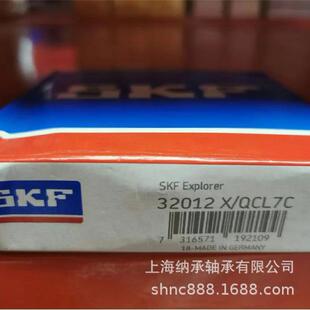 SKF
SKF
SKF Explorer
32012 X/QCL7C
7 316571 192109
18-MADE IN GERMANY
上海纳承轴承有限公司
shnc888.1688.com